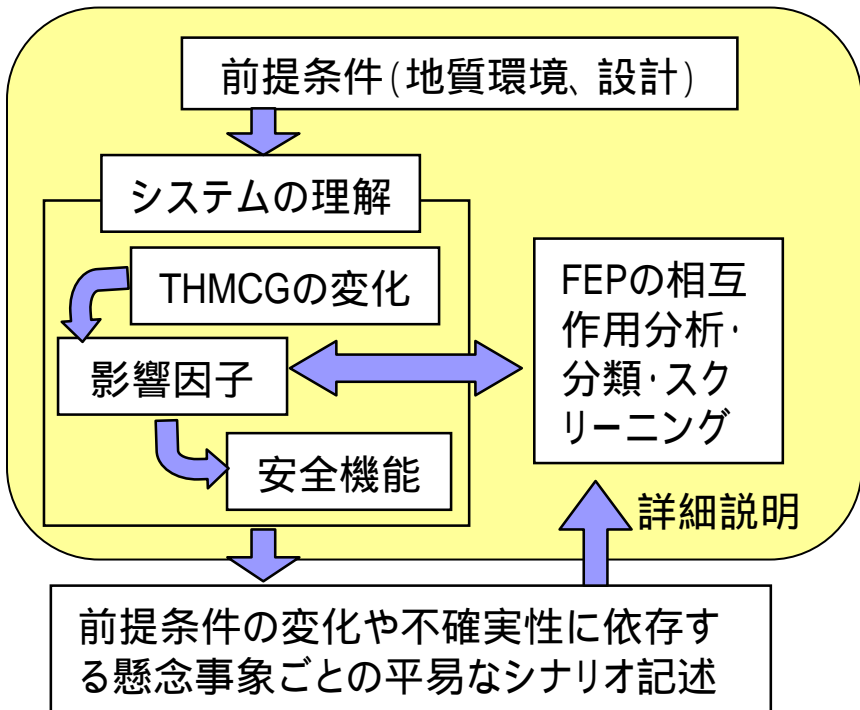 前提条件(地質環境、設計)
システムの理解
THMCGの変化
影響因子
安全機能
FEPの相互
作用分析・
分類・スク
リーニング
詳細説明
前提条件の変化や不確実性に依存す
る懸念事象ごとの平易なシナリオ記述